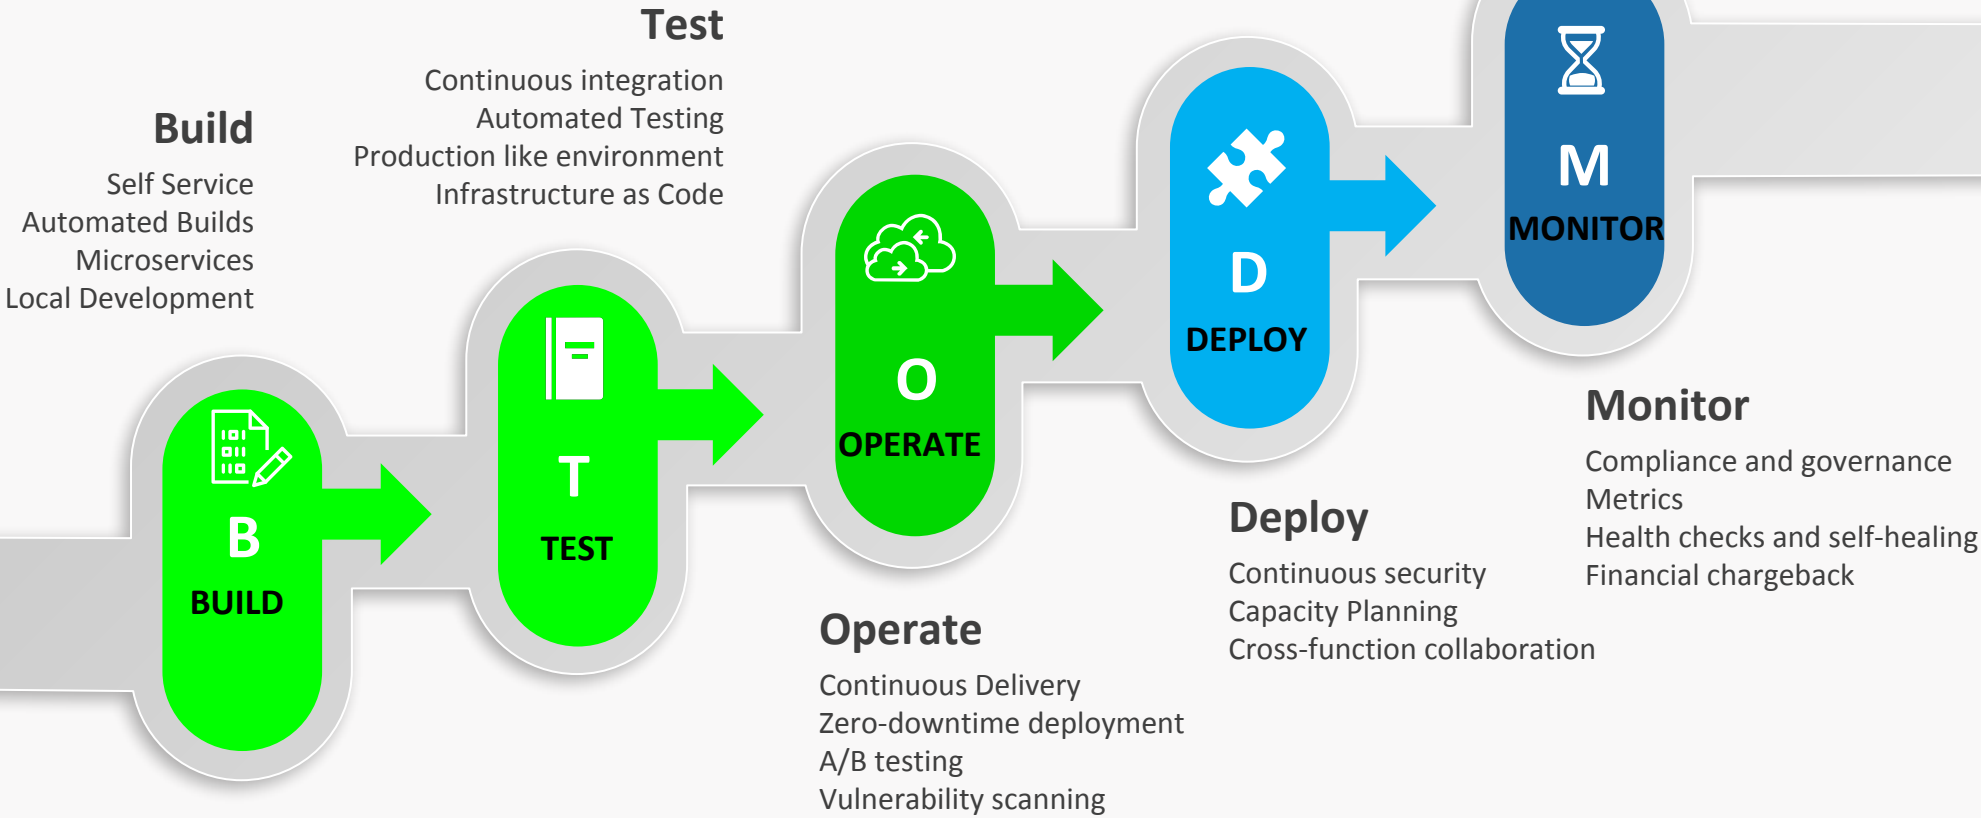 Build
Self Service
Automated Builds
Microservices
Local Development
B
BUILD
Test
Continuous integration
Automated Testing
Production like environment
Infrastructure as Code
T
TEST
O
OPERATE
Operate
Continuous Delivery
Zero-downtime deployment
A/B testing
Vulnerability scanning
D
DEPLOY
Deploy
Continuous security
Capacity Planning
Cross-function collaboration
M
MONITOR
Monitor
Compliance and governance
Metrics
Health checks and self-healing
Financial chargeback